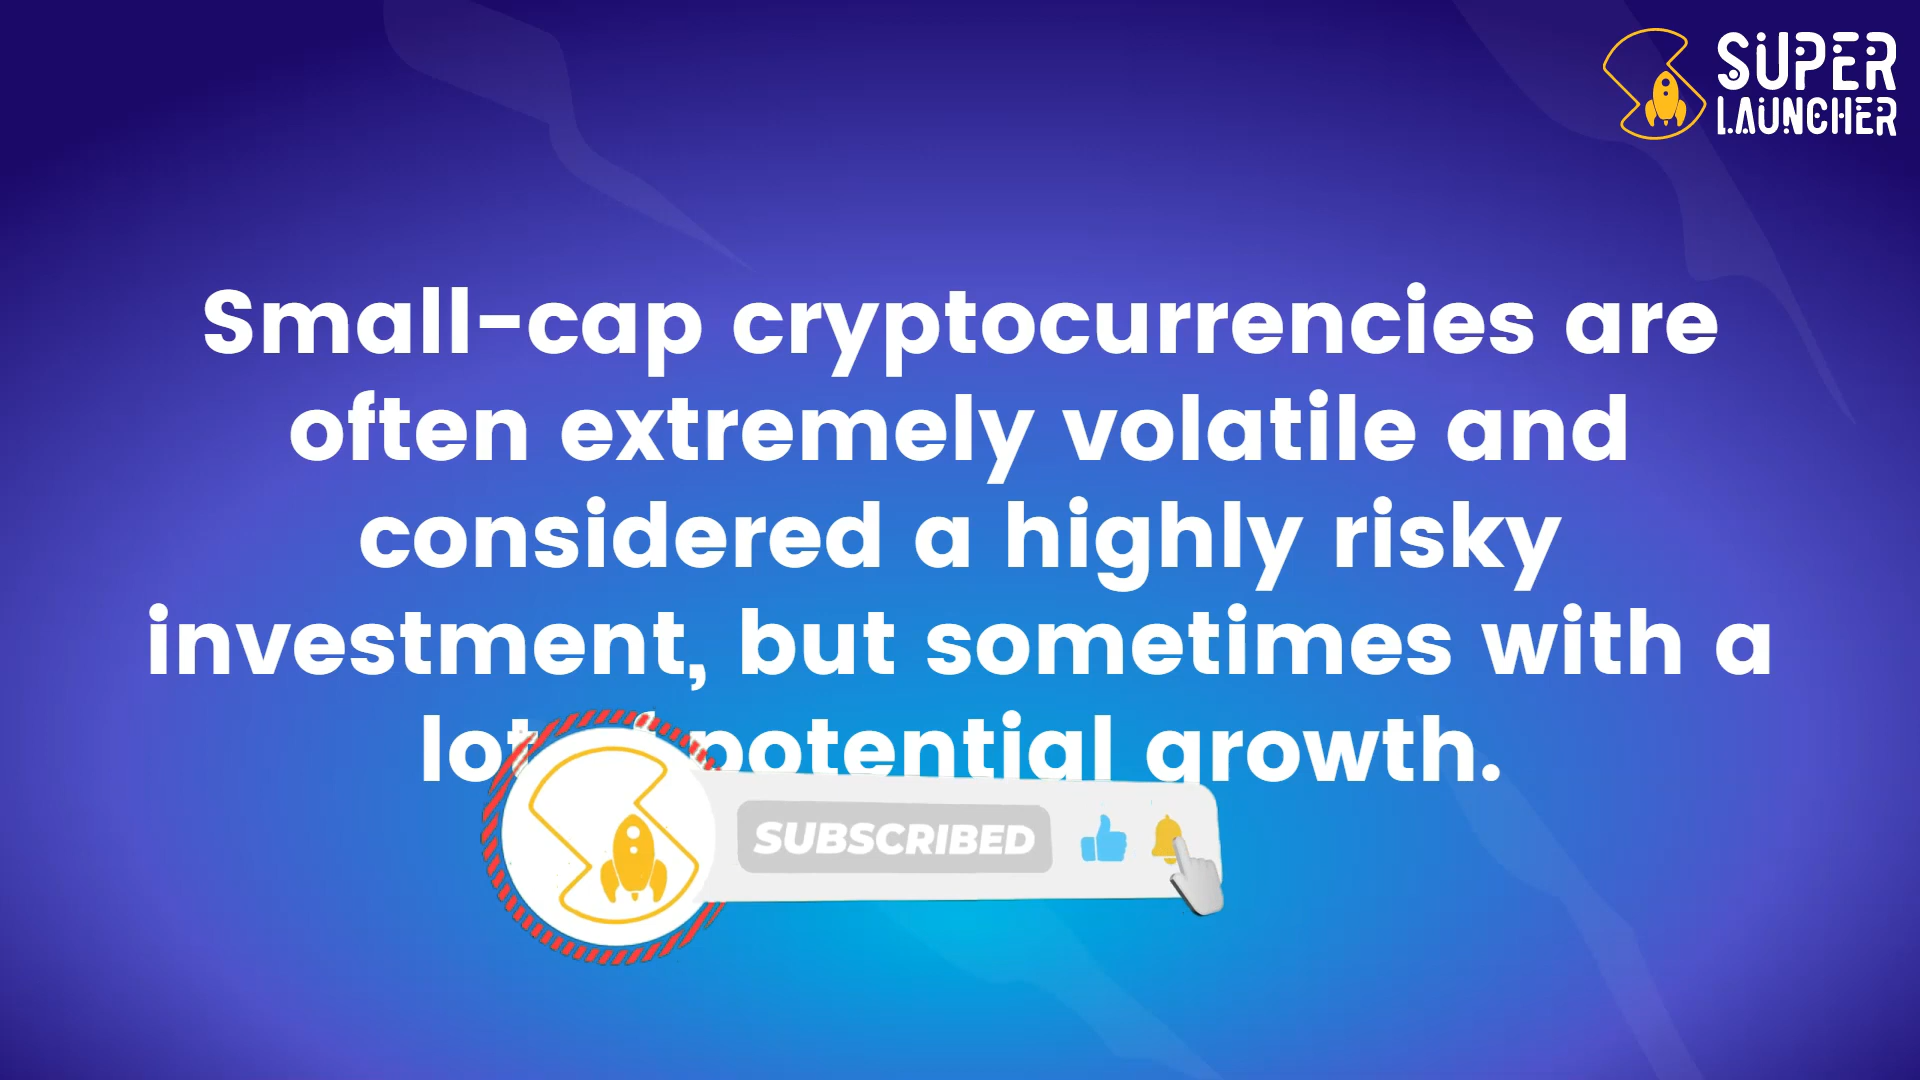 SUPER
LAUNCHER
Small-cap cryptocurrencies are
often extremely volatile and
considered a highly risky
investment, but sometimes with a
lot potential growth.
SUBSCRIBED